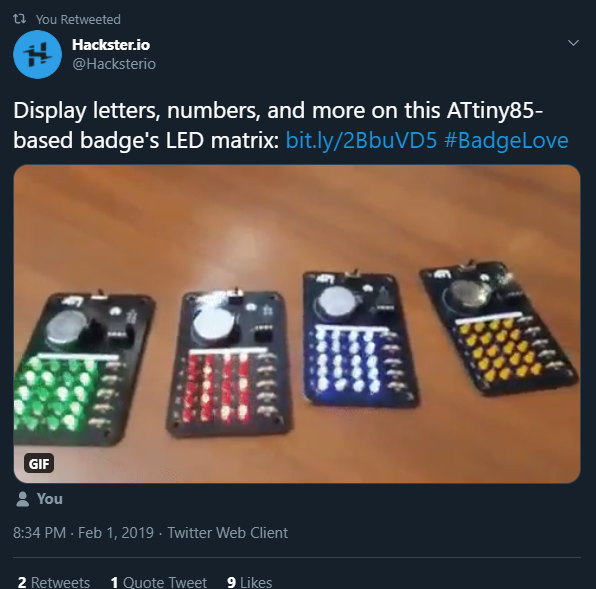 You Retweeted
Hackster.io
@Hacksterio
Display letters, numbers, and more on this ATtiny85-
based badge's LED matrix: bit.ly/2BbuVD5 #BadgeLove
GIF
You
8:34 PM · Feb 1, 2019 · Twitter Web Client
2 Retweets 1 Quote Tweet 9 Likes